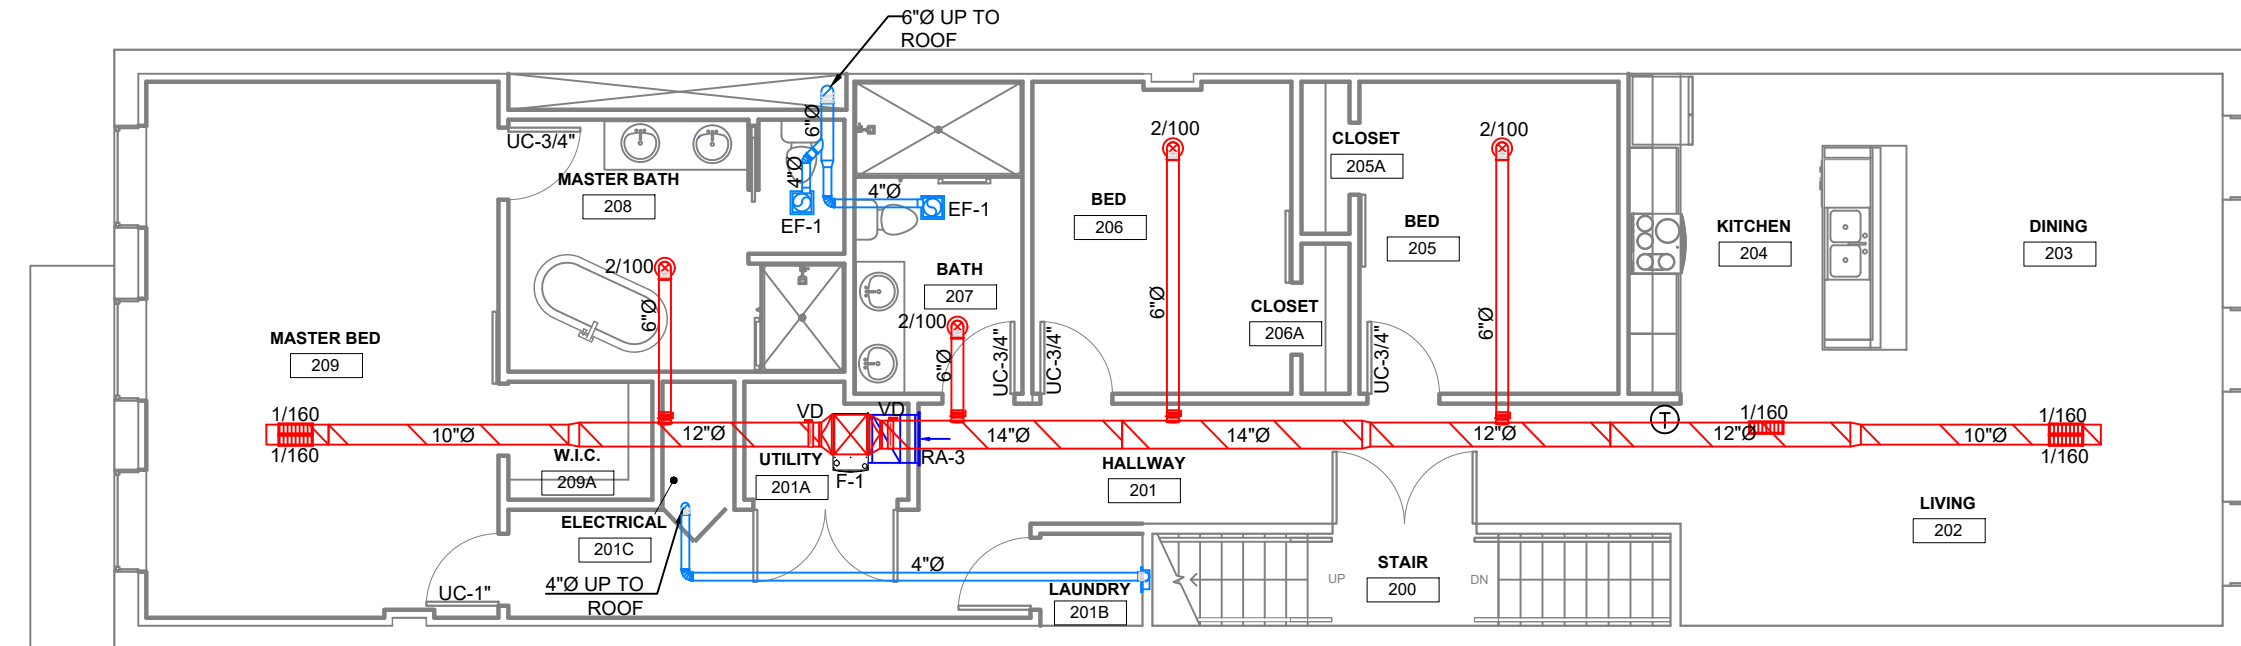 6"Ø UP TO
ROOF
6"Ø
UC-3/4"
4"Ø
MASTER BATH
208
4"Ø
EF-1
EF-1
2/100
6"Ø
BATH
207
2/100
6"Ø
UC-3/4"
2/100
BED
206
6"Ø
UC-3/4"
CLOSET
205A
CLOSET
206A
2/100
BED
205
6"Ø
UC-3/4"
KITCHEN
204
DINING
203
MASTER BED
209
1/160
1/160
10"Ø
12"Ø
VD
VD
14"Ø
14"Ø
12"Ø
T
1/160
12"Ø
10"Ø
1/160
1/160
W.I.C.
209A
UTILITY
201A
F-1
RA-3
HALLWAY
201
LIVING
202
ELECTRICAL
201C
4"Ø UP TO
ROOF
UC-1"
4"Ø
LAUNDRY
201B
UP
STAIR
200
DN